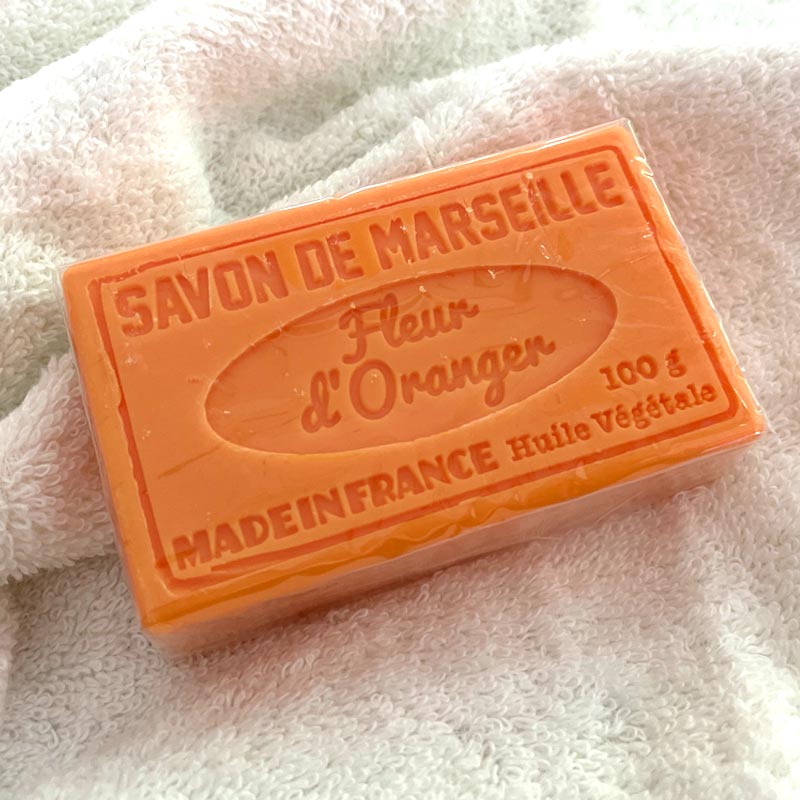 SAVON DE MARSEILLE
Fleur
d'Oranger
100 g
MADE IN FRANCE Huile Végétale